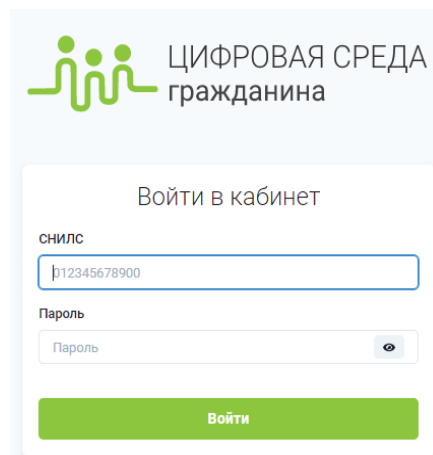 ЦИФРОВАЯ СРЕДА
гражданина
Войти в кабинет
СНИЛС
012345678900
Пароль
Пароль
Войти